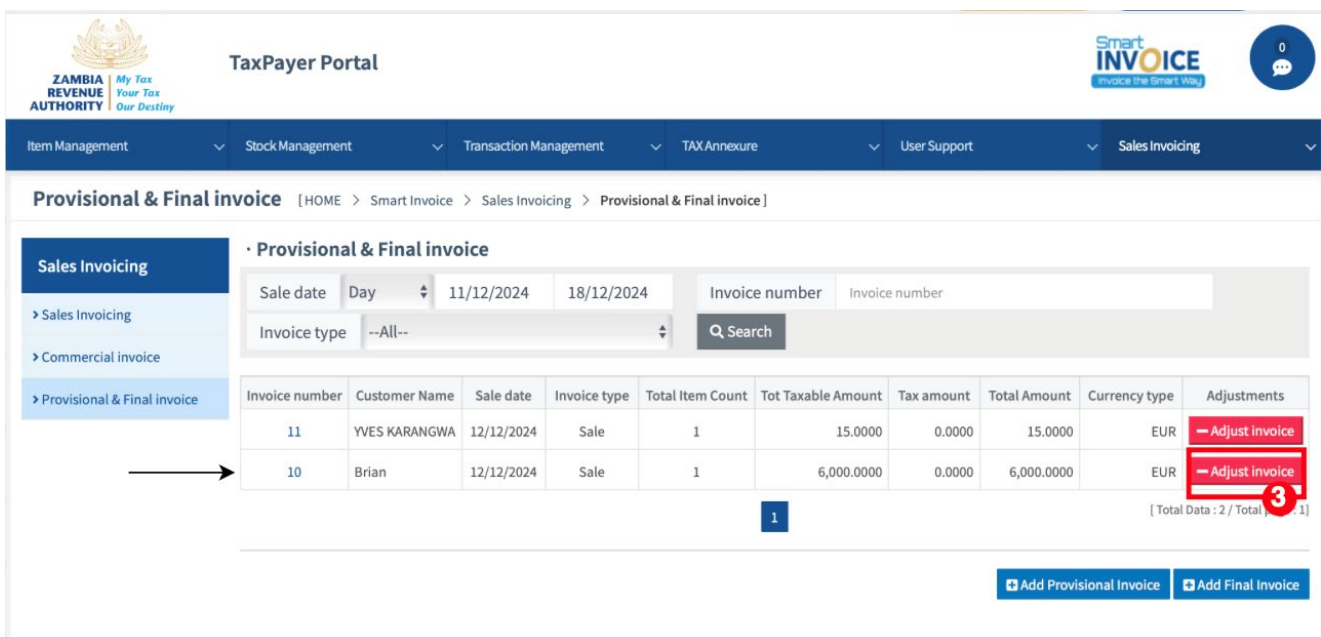 ZAMBIA
REVENUE
AUTHORITY
My Tax
Your Tax
Our Destiny
TaxPayer Portal
Smart
INVOICE
Invoice the Smart Way
0
Item Management
Stock Management
Transaction Management
TAX Annexure
User Support
Sales Invoicing
Provisional & Final invoice [HOME > Smart Invoice > Sales Invoicing > Provisional & Final invoice]
Sales Invoicing
> Sales Invoicing
> Commercial invoice
> Provisional & Final invoice
· Provisional & Final invoice
Sale date Day 11/12/2024 18/12/2024 Invoice number Invoice number
Invoice type --All-- Search
Invoice number Customer Name Sale date Invoice type Total Item Count Tot Taxable Amount Tax amount Total Amount Currency type Adjustments
11 YVES KARANGWA 12/12/2024 Sale 1 15.0000 0.0000 15.0000 EUR Adjust invoice
10 Brian 12/12/2024 Sale 1 6,000.0000 0.0000 6,000.0000 EUR Adjust invoice
3
1
[ Total Data : 2 / Total : 1]
Add Provisional Invoice Add Final Invoice